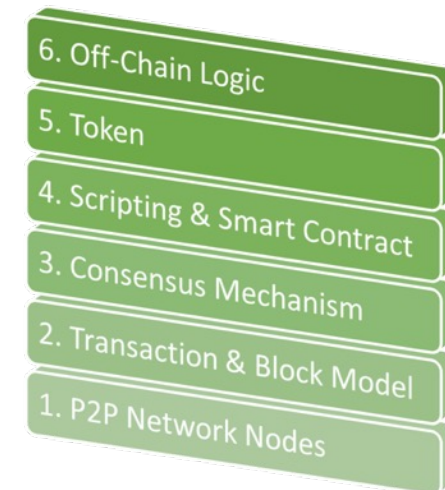 6. Off-Chain Logic
5. Token
4. Scripting & Smart Contract
3. Consensus Mechanism
2. Transaction & Block Model
1. P2P Network Nodes